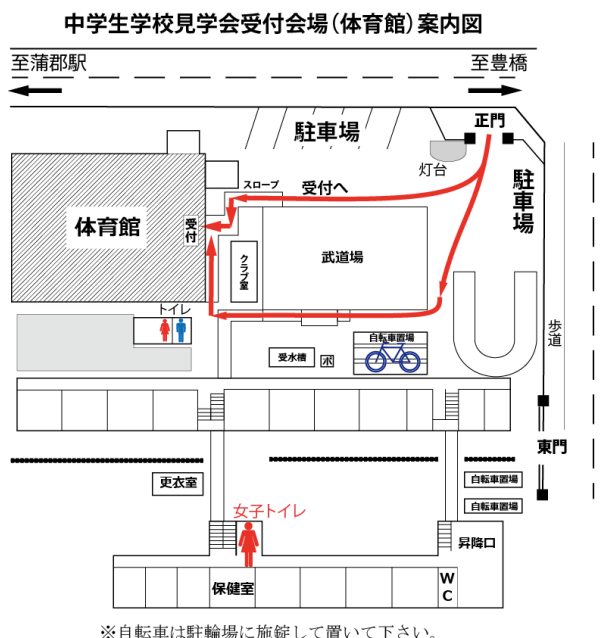 中学生学校見学会受付会場(体育館)案内図
至蒲郡駅
至豊橋
正門
駐車場
灯台
駐車場
スロープ
受付へ
体育館
受付
武道場
クラブ室
トイレ
歩道
自転車置場
受水槽
ポ
東門
更衣室
自転車置場
自転車置場
女子トイレ
昇降口
保健室
WC
※自転車は駐輪場に施錠して置いて下さい。